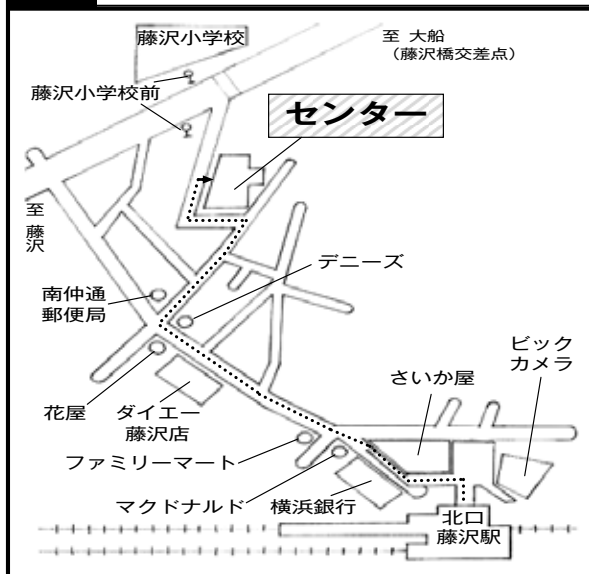 藤沢小学校
至 大船
（藤沢橋交差点）
藤沢小学校前
センター
至 藤沢
デニーズ
南仲通
郵便局
ビック
カメラ
さいか屋
花屋
ダイエー
藤沢店
ファミリーマート
マクドナルド
横浜銀行
北口
藤沢駅